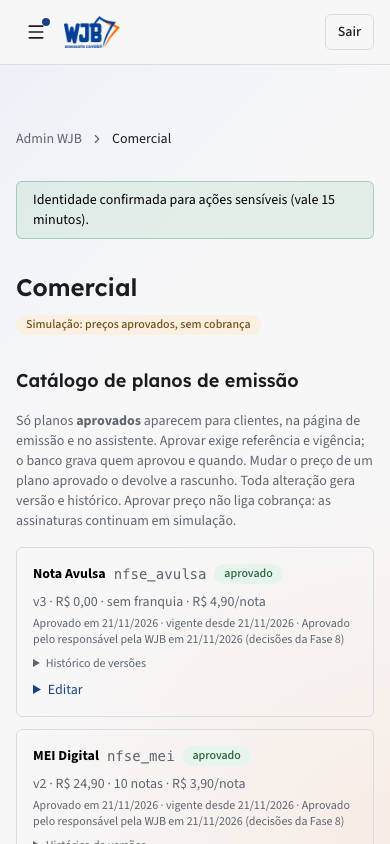 WJB
assessoria contábil
Sair
Admin WJB > Comercial
Identidade confirmada para ações sensíveis (vale 15
minutos).
Comercial
Simulação: preços aprovados, sem cobrança
Catálogo de planos de emissão
Só planos aprovados aparecem para clientes, na página de
emissão e no assistente. Aprovar exige referência e vigência;
o banco grava quem aprovou e quando. Mudar o preço de um
plano aprovado o devolve a rascunho. Toda alteração gera
versão e histórico. Aprovar preço não liga cobrança: as
assinaturas continuam em simulação.
Nota Avulsa nfse_avulsa aprovado
v3 · R$ 0,00 · sem franquia · R$ 4,90/nota
Aprovado em 21/11/2026 · vigente desde 21/11/2026 · Aprovado
pelo responsável pela WJB em 21/11/2026 (decisões da Fase 8)
Histórico de versões
Editar
MEI Digital nfse_mei aprovado
v2 · R$ 24,90 · 10 notas · R$ 3,90/nota
Aprovado em 21/11/2026 · vigente desde 21/11/2026 · Aprovado
pelo responsável pela WJB em 21/11/2026 (decisões da Fase 8)
Histórico de versões